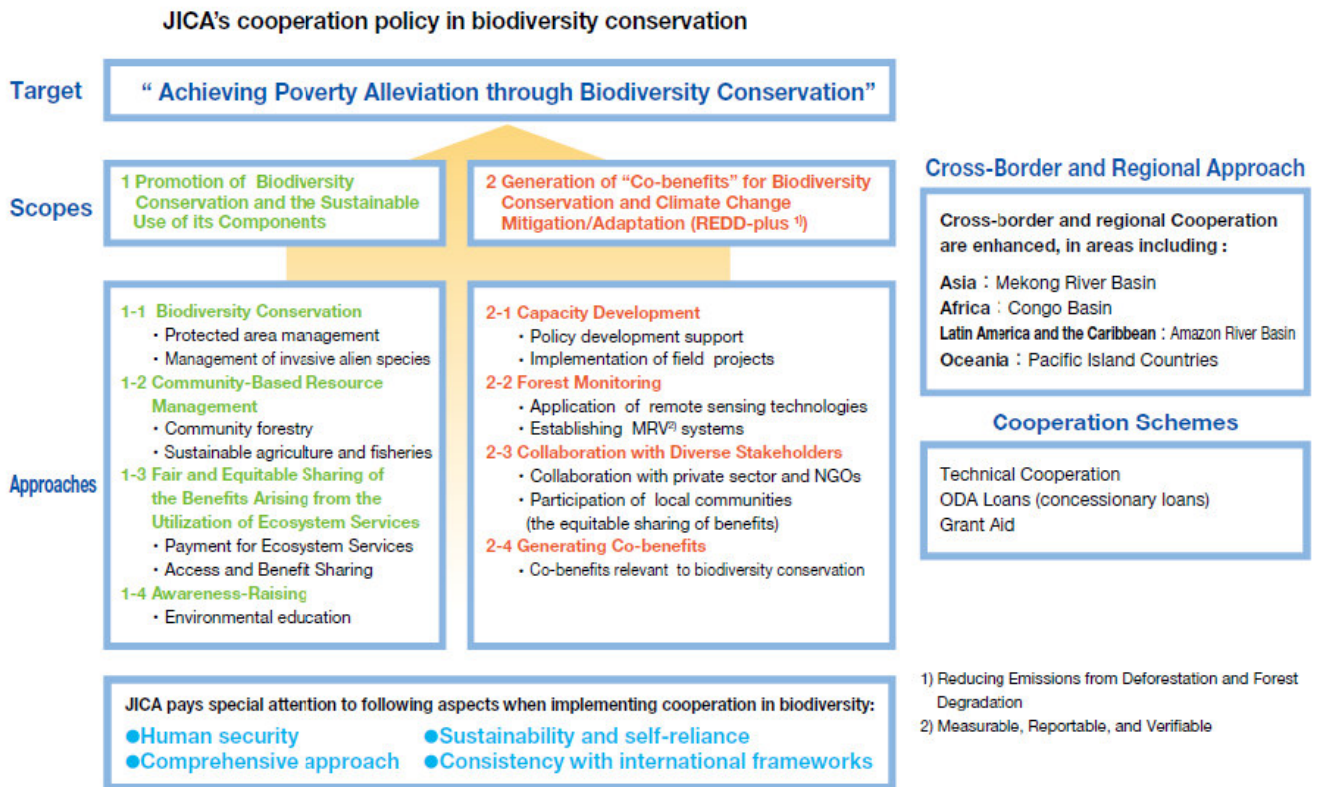 JICA's cooperation policy in biodiversity conservation
Target
“ Achieving Poverty Alleviation through Biodiversity Conservation”
Scopes
1 Promotion of Biodiversity
Conservation and the Sustainable
Use of its Components
2 Generation of “Co-benefits” for Biodiversity
Conservation and Climate Change
Mitigation/Adaptation (REDD-plus 1))
Approaches
1-1 Biodiversity Conservation
・Protected area management
・Management of invasive alien species
1-2 Community-Based Resource
Management
・Community forestry
・Sustainable agriculture and fisheries
1-3 Fair and Equitable Sharing of
the Benefits Arising from the
Utilization of Ecosystem Services
・Payment for Ecosystem Services
・Access and Benefit Sharing
1-4 Awareness-Raising
・Environmental education
2-1 Capacity Development
・Policy development support
・Implementation of field projects
2-2 Forest Monitoring
・Application of remote sensing technologies
・Establishing MRV2) systems
2-3 Collaboration with Diverse Stakeholders
・Collaboration with private sector and NGOs
・Participation of local communities
(the equitable sharing of benefits)
2-4 Generating Co-benefits
・Co-benefits relevant to biodiversity conservation
JICA pays special attention to following aspects when implementing cooperation in biodiversity:
●Human security
●Sustainability and self-reliance
●Comprehensive approach
●Consistency with international frameworks
Cross-Border and Regional Approach
Cross-border and regional Cooperation
are enhanced, in areas including :
Asia : Mekong River Basin
Africa : Congo Basin
Latin America and the Caribbean : Amazon River Basin
Oceania : Pacific Island Countries
Cooperation Schemes
Technical Cooperation
ODA Loans (concessionary loans)
Grant Aid
1) Reducing Emissions from Deforestation and Forest
Degradation
2) Measurable, Reportable, and Verifiable